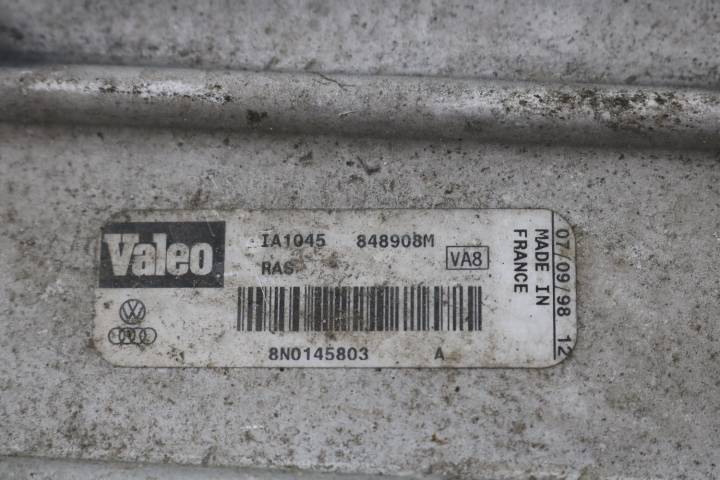 Valeo
IA1045 848908M
RAS VA8
8N0145803 A
MADE IN
FRANCE
07/09/98 12